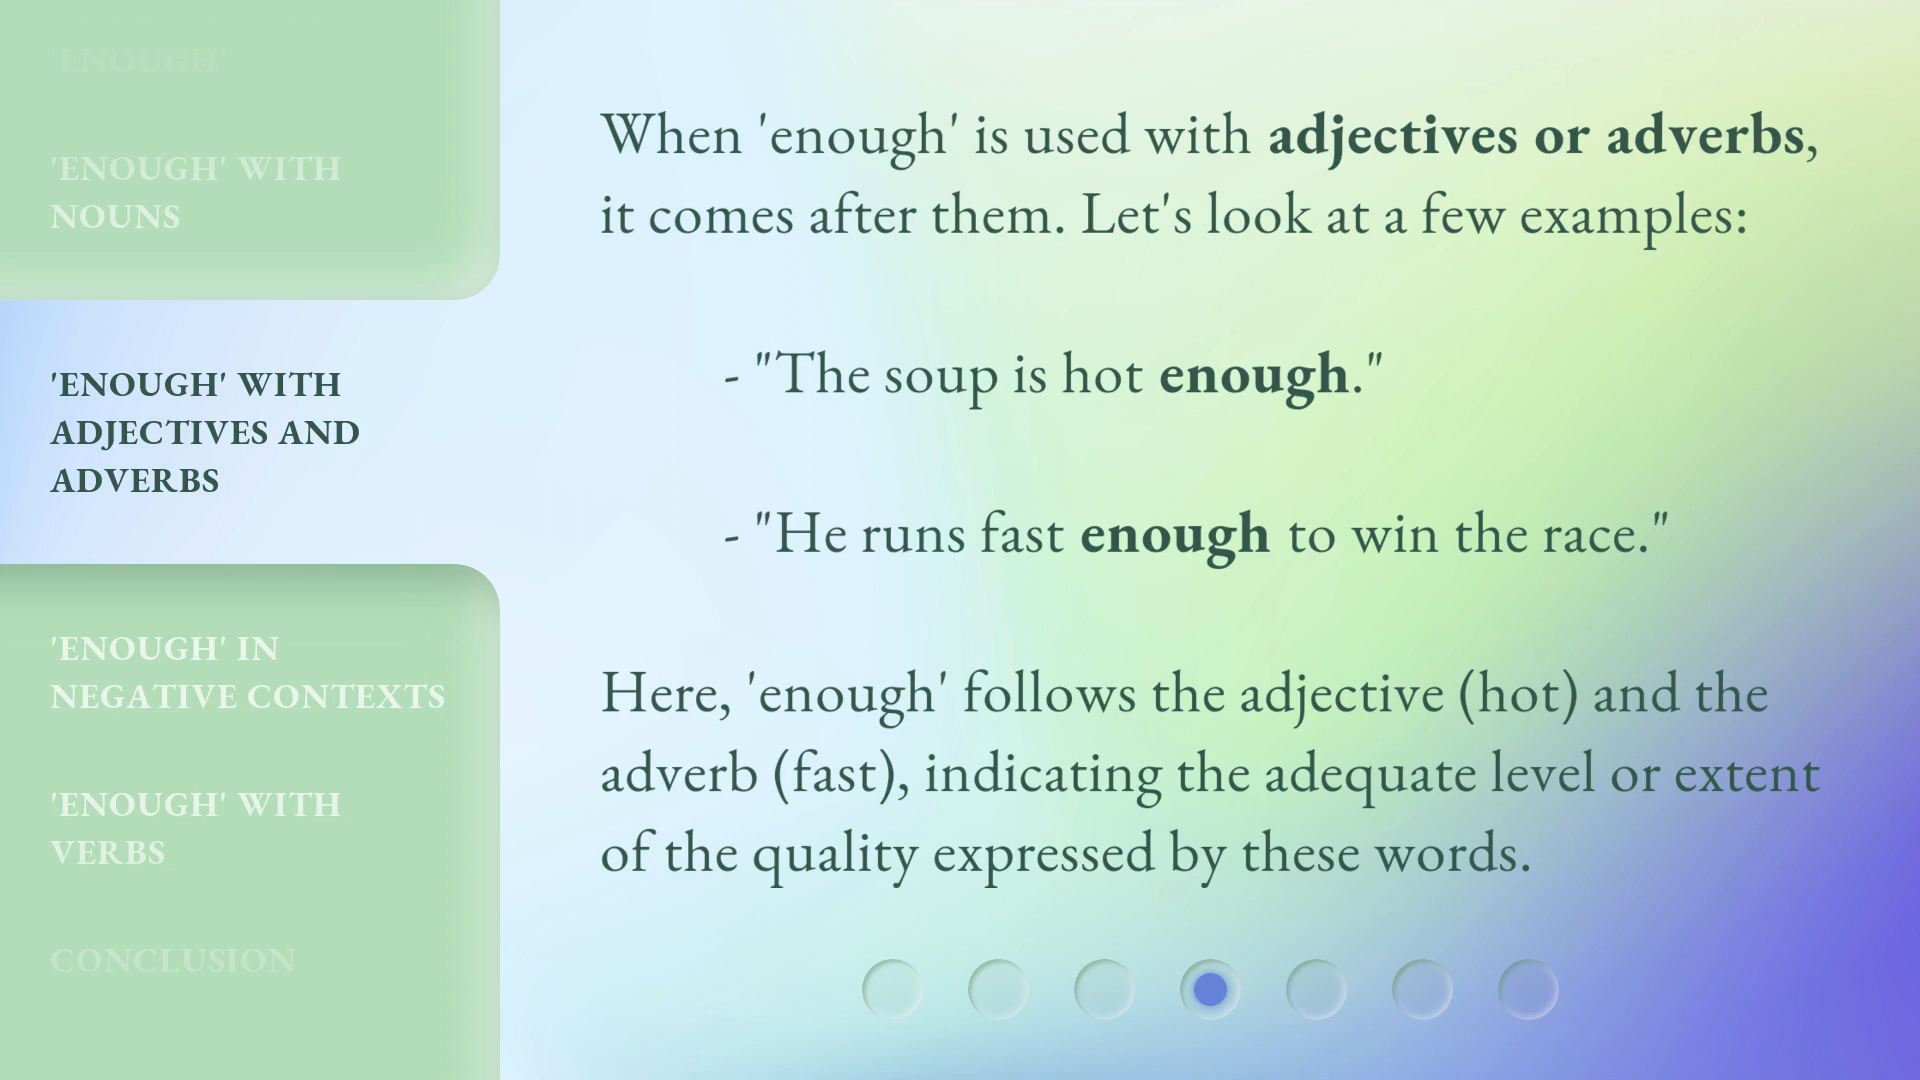 'ENOUGH'
'ENOUGH' WITH
NOUNS
'ENOUGH' WITH
ADJECTIVES AND
ADVERBS
'ENOUGH' IN
NEGATIVE CONTEXTS
'ENOUGH' WITH
VERBS
CONCLUSION
When 'enough' is used with adjectives or adverbs,
it comes after them. Let's look at a few examples:
- "The soup is hot enough."
- "He runs fast enough to win the race."
Here, 'enough' follows the adjective (hot) and the
adverb (fast), indicating the adequate level or extent
of the quality expressed by these words.